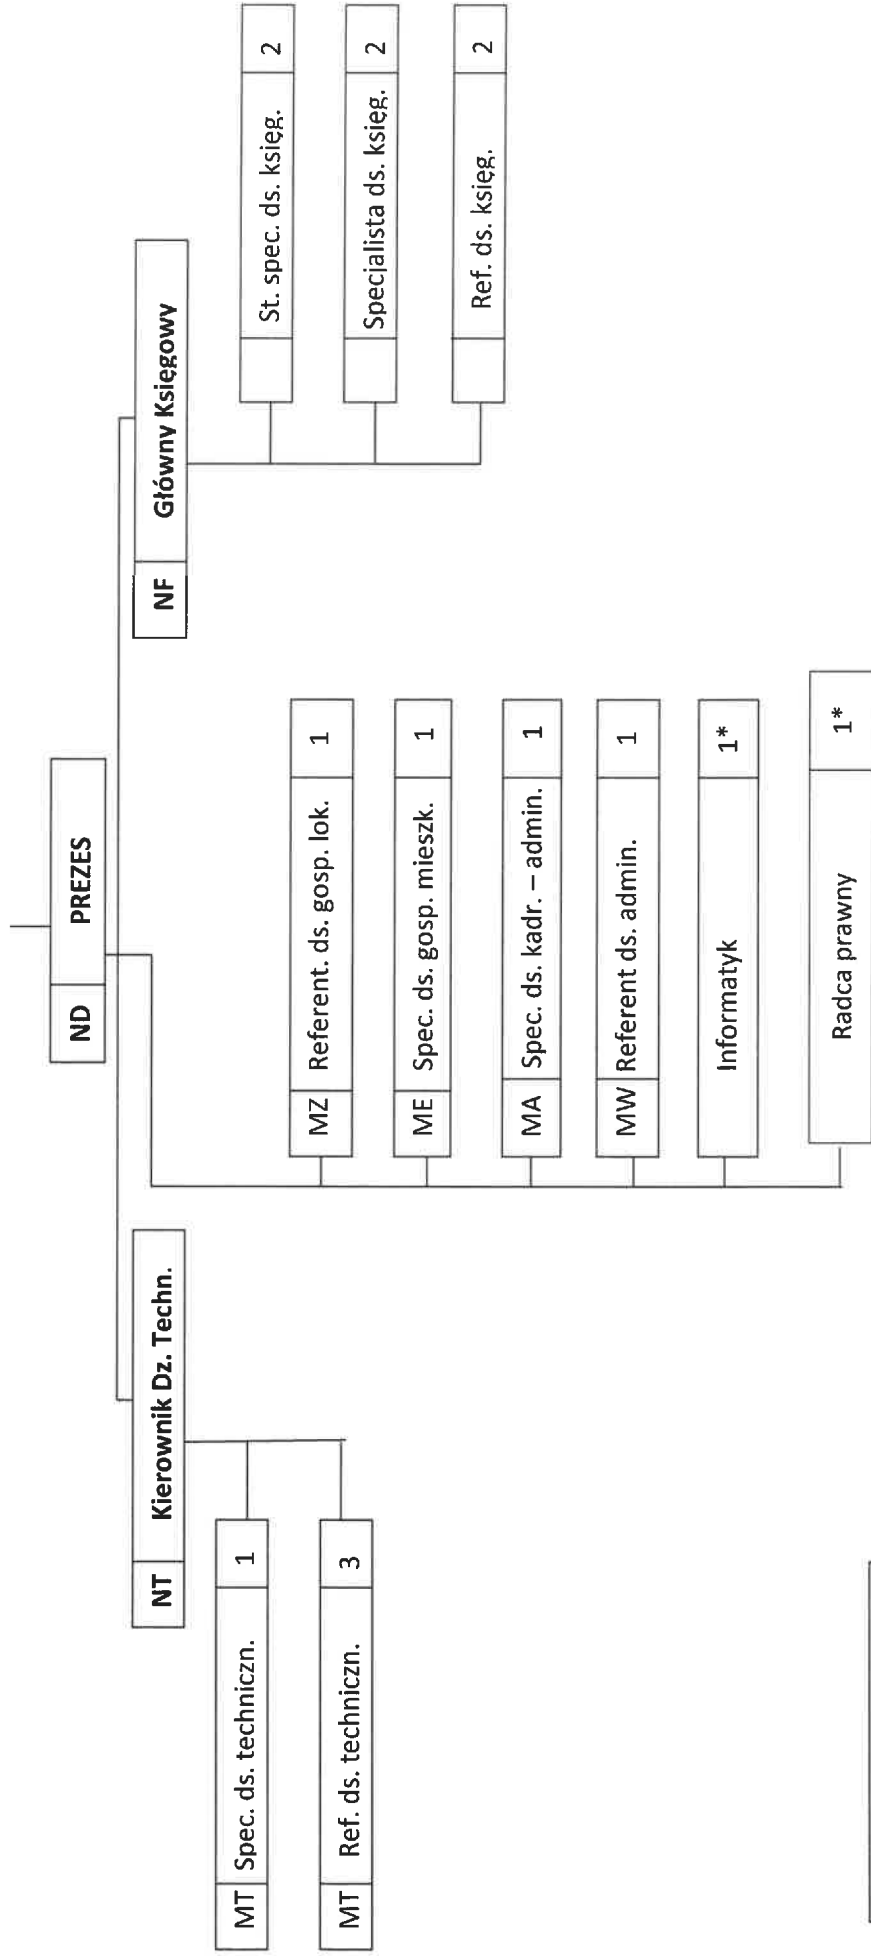 ND PREZES
NT Kierownik Dz. Techn.
NF Główny Księgowy
MT Spec. ds. techniczn. 1
MT Ref. ds. techniczn. 3
MZ Referent. ds. gosp. lok. 1
ME Spec. ds. gosp. mieszk. 1
MA Spec. ds. kadr. – admin. 1
MW Referent ds. admin. 1
Informatyk 1*
Radca prawny 1*
St. spec. ds. księg. 2
Specjalista ds. księg. 2
Ref. ds. księg. 2